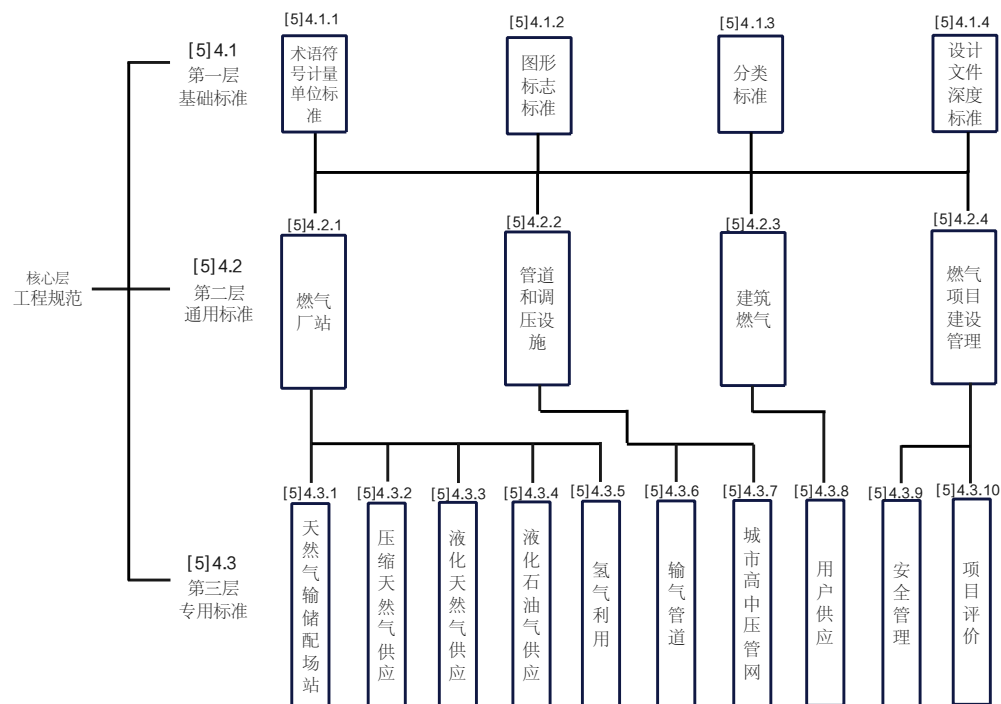 核心层
工程规范
[5]4.1
第一层
基础标准
[5]4.1.1
术语符
号计量
单位标
准
[5]4.1.2
图形
标志
标准
[5]4.1.3
分类
标准
[5]4.1.4
设计
文件
深度
标准
[5]4.2
第二层
通用标准
[5]4.2.1
燃气
厂站
[5]4.2.2
管道
和调
压设
施
[5]4.2.3
建筑
燃气
[5]4.2.4
燃气
项目
建设
管理
[5]4.3
第三层
专用标准
[5]4.3.1
天然气输储配场站
[5]4.3.2
压缩天然气供应
[5]4.3.3
液化天然气供应
[5]4.3.4
液化石油气供应
[5]4.3.5
氢气利用
[5]4.3.6
输气管道
[5]4.3.7
城市高中压管网
[5]4.3.8
用户供应
[5]4.3.9
安全管理
[5]4.3.10
项目评价